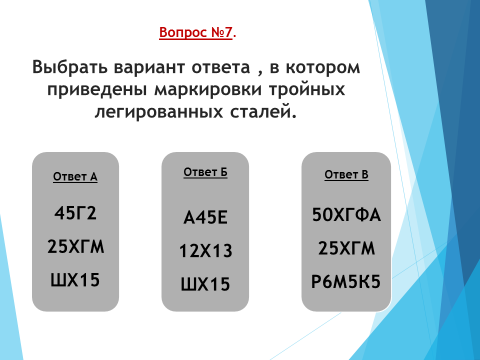 Вопрос №7.
Выбрать вариант ответа , в котором
приведены маркировки тройных
легированных сталей.
Ответ А
45Г2
25ХГМ
ШХ15
Ответ Б
А45Е
12Х13
ШХ15
Ответ В
50ХГФА
25ХГМ
Р6М5К5